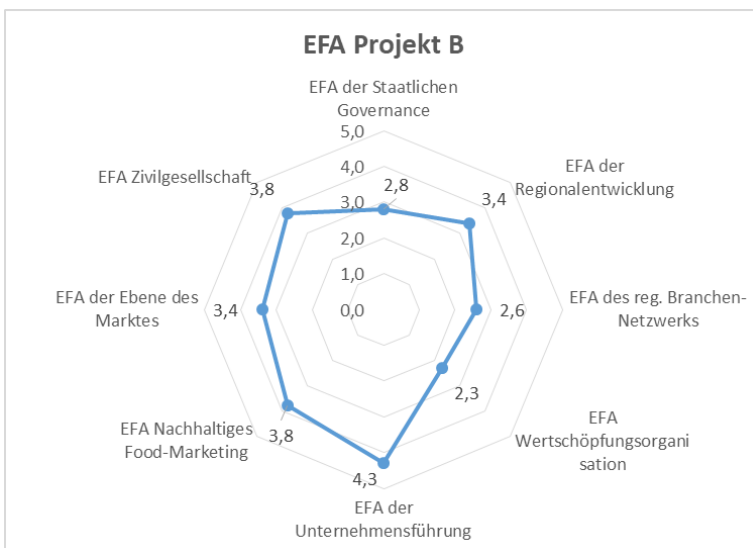 EFA Projekt B
EFA der Staatlichen
Governance
5,0
4,0
3,0
2,0
1,0
0,0
2,8
EFA der
Regionalentwicklung
3,4
EFA des reg. Branchen-
Netzwerks
2,6
EFA
Wertschöpfungsorgani
sation
2,3
EFA der
Unternehmensführung
4,3
EFA Nachhaltiges
Food-Marketing
3,8
EFA der Ebene des
Marktes
3,4
EFA Zivilgesellschaft
3,8